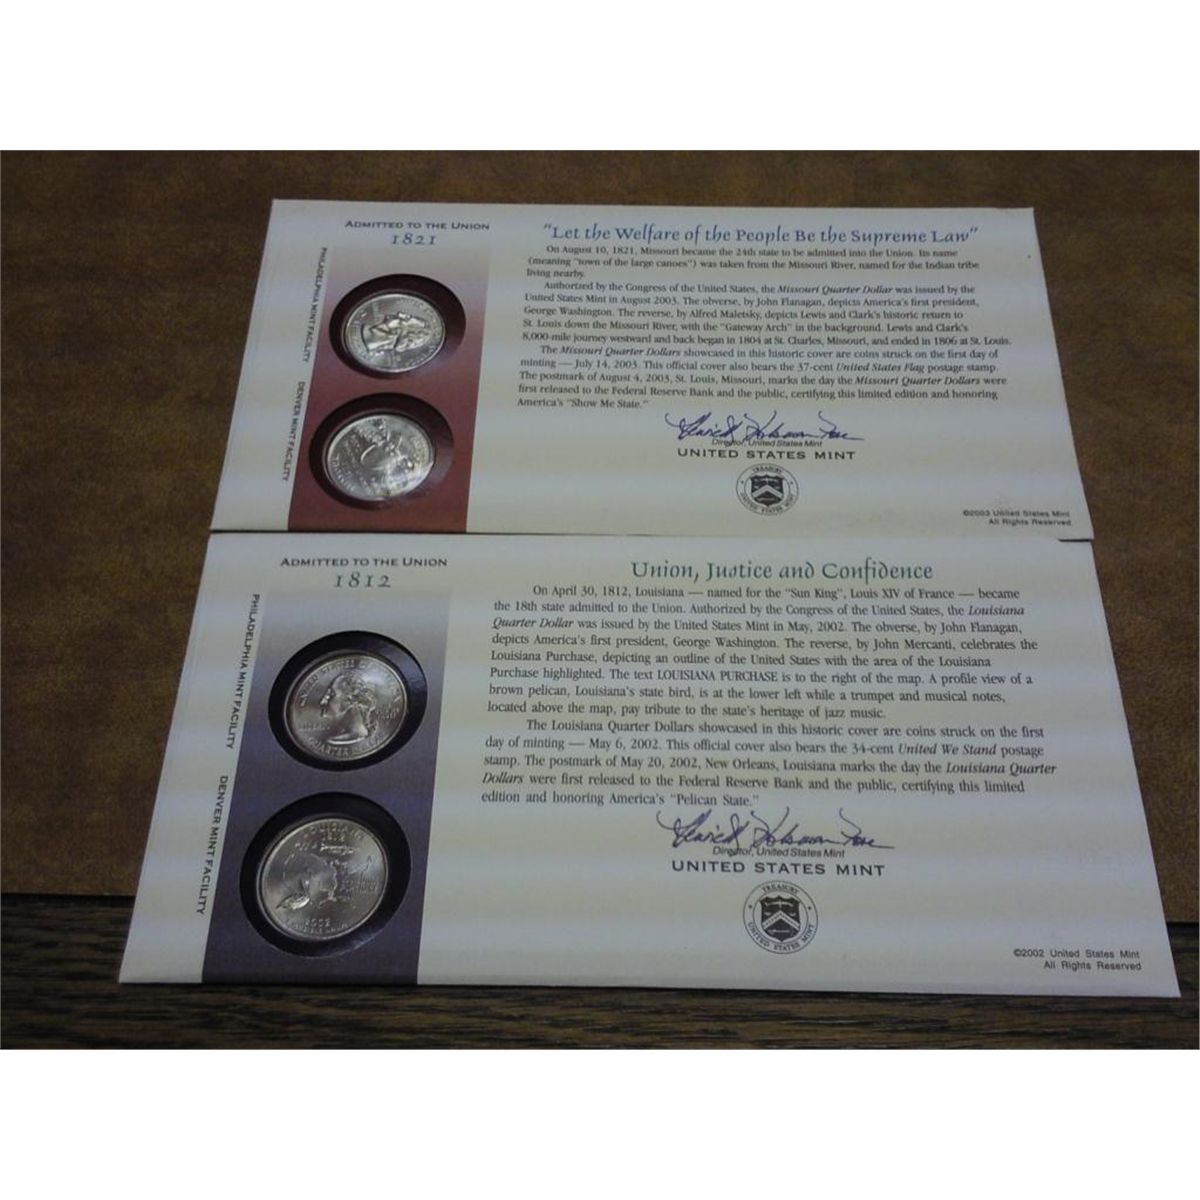 ADMITTED TO THE UNION
1821
PHILADELPHIA MINT FACILITY
DENVER MINT FACILITY
"Let the Welfare of the People Be the Supreme Law"
On August 10, 1821, Missouri became the 24th state to be admitted into the Union. Its name
(meaning "town of the large canoes") was taken from the Missouri River, named for the Indian tribe
living nearby.
Authorized by the Congress of the United States, the Missouri Quarter Dollar was issued by the
United States Mint in August 2003. The obverse, by John Flanagan, depicts America's first president,
George Washington. The reverse, by Alfred Maletsky, depicts Lewis and Clark's historic return to
St. Louis down the Missouri River, with the "Gateway Arch" in the background. Lewis and Clark's
8,000-mile journey westward and back began in 1804 at St. Charles, Missouri, and ended in 1806 at St. Louis.
The Missouri Quarter Dollars showcased in this historic cover are coins struck on the first day of
minting — July 14, 2003. This official cover also bears the 37-cent United States Flag postage stamp.
The postmark of August 4, 2003, St. Louis, Missouri, marks the day the Missouri Quarter Dollars were
first released to the Federal Reserve Bank and the public, certifying this limited edition and honoring
America's "Show Me State."
Director, United States Mint
UNITED STATES MINT
TREASURY
UNITED STATES MINT
©2003 United States Mint
All Rights Reserved
ADMITTED TO THE UNION
1812
PHILADELPHIA MINT FACILITY
DENVER MINT FACILITY
UNITED STATES OF
LIBERTY
QUARTER DOLLAR
LOUISIANA
1812
2002
Union, Justice and Confidence
On April 30, 1812, Louisiana — named for the "Sun King", Louis XIV of France — became
the 18th state admitted to the Union. Authorized by the Congress of the United States, the Louisiana
Quarter Dollar was issued by the United States Mint in May, 2002. The obverse, by John Flanagan,
depicts America's first president, George Washington. The reverse, by John Mercanti, celebrates the
Louisiana Purchase, depicting an outline of the United States with the area of the Louisiana
Purchase highlighted. The text LOUISIANA PURCHASE is to the right of the map. A profile view of a
brown pelican, Louisiana's state bird, is at the lower left while a trumpet and musical notes,
located above the map, pay tribute to the state's heritage of jazz music.
The Louisiana Quarter Dollars showcased in this historic cover are coins struck on the first
day of minting — May 6, 2002. This official cover also bears the 34-cent United We Stand postage
stamp. The postmark of May 20, 2002, New Orleans, Louisiana marks the day the Louisiana Quarter
Dollars were first released to the Federal Reserve Bank and the public, certifying this limited
edition and honoring America's "Pelican State."
Director, United States Mint
UNITED STATES MINT
TREASURY
UNITED STATES MINT
©2002 United States Mint
All Rights Reserved